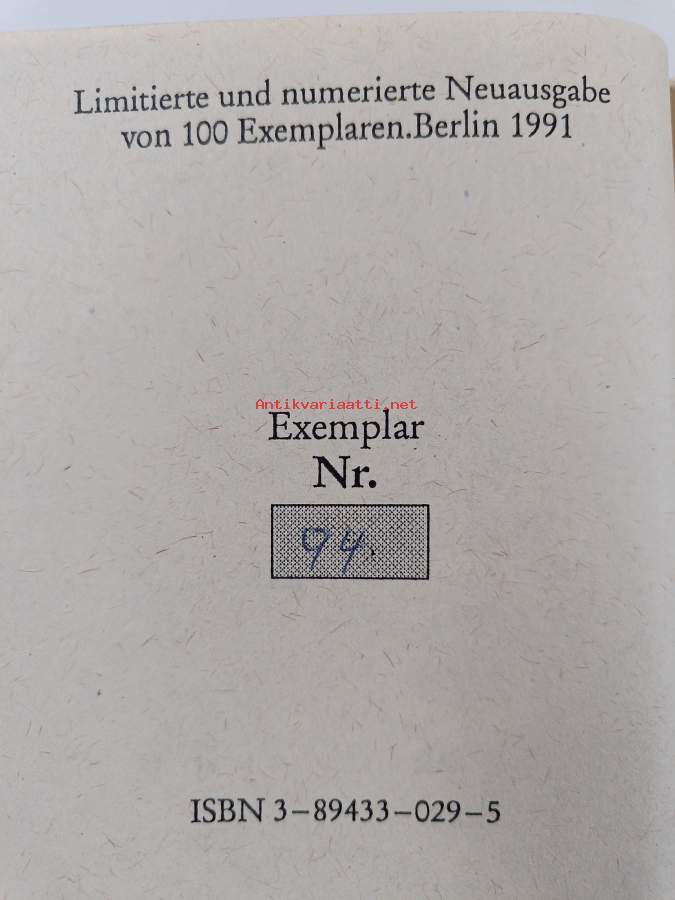 Limitierte und numerierte Neuausgabe
von 100 Exemplaren.Berlin 1991
Antikvariaatti.net
Exemplar
Nr.
94.
ISBN 3–89433–029–5